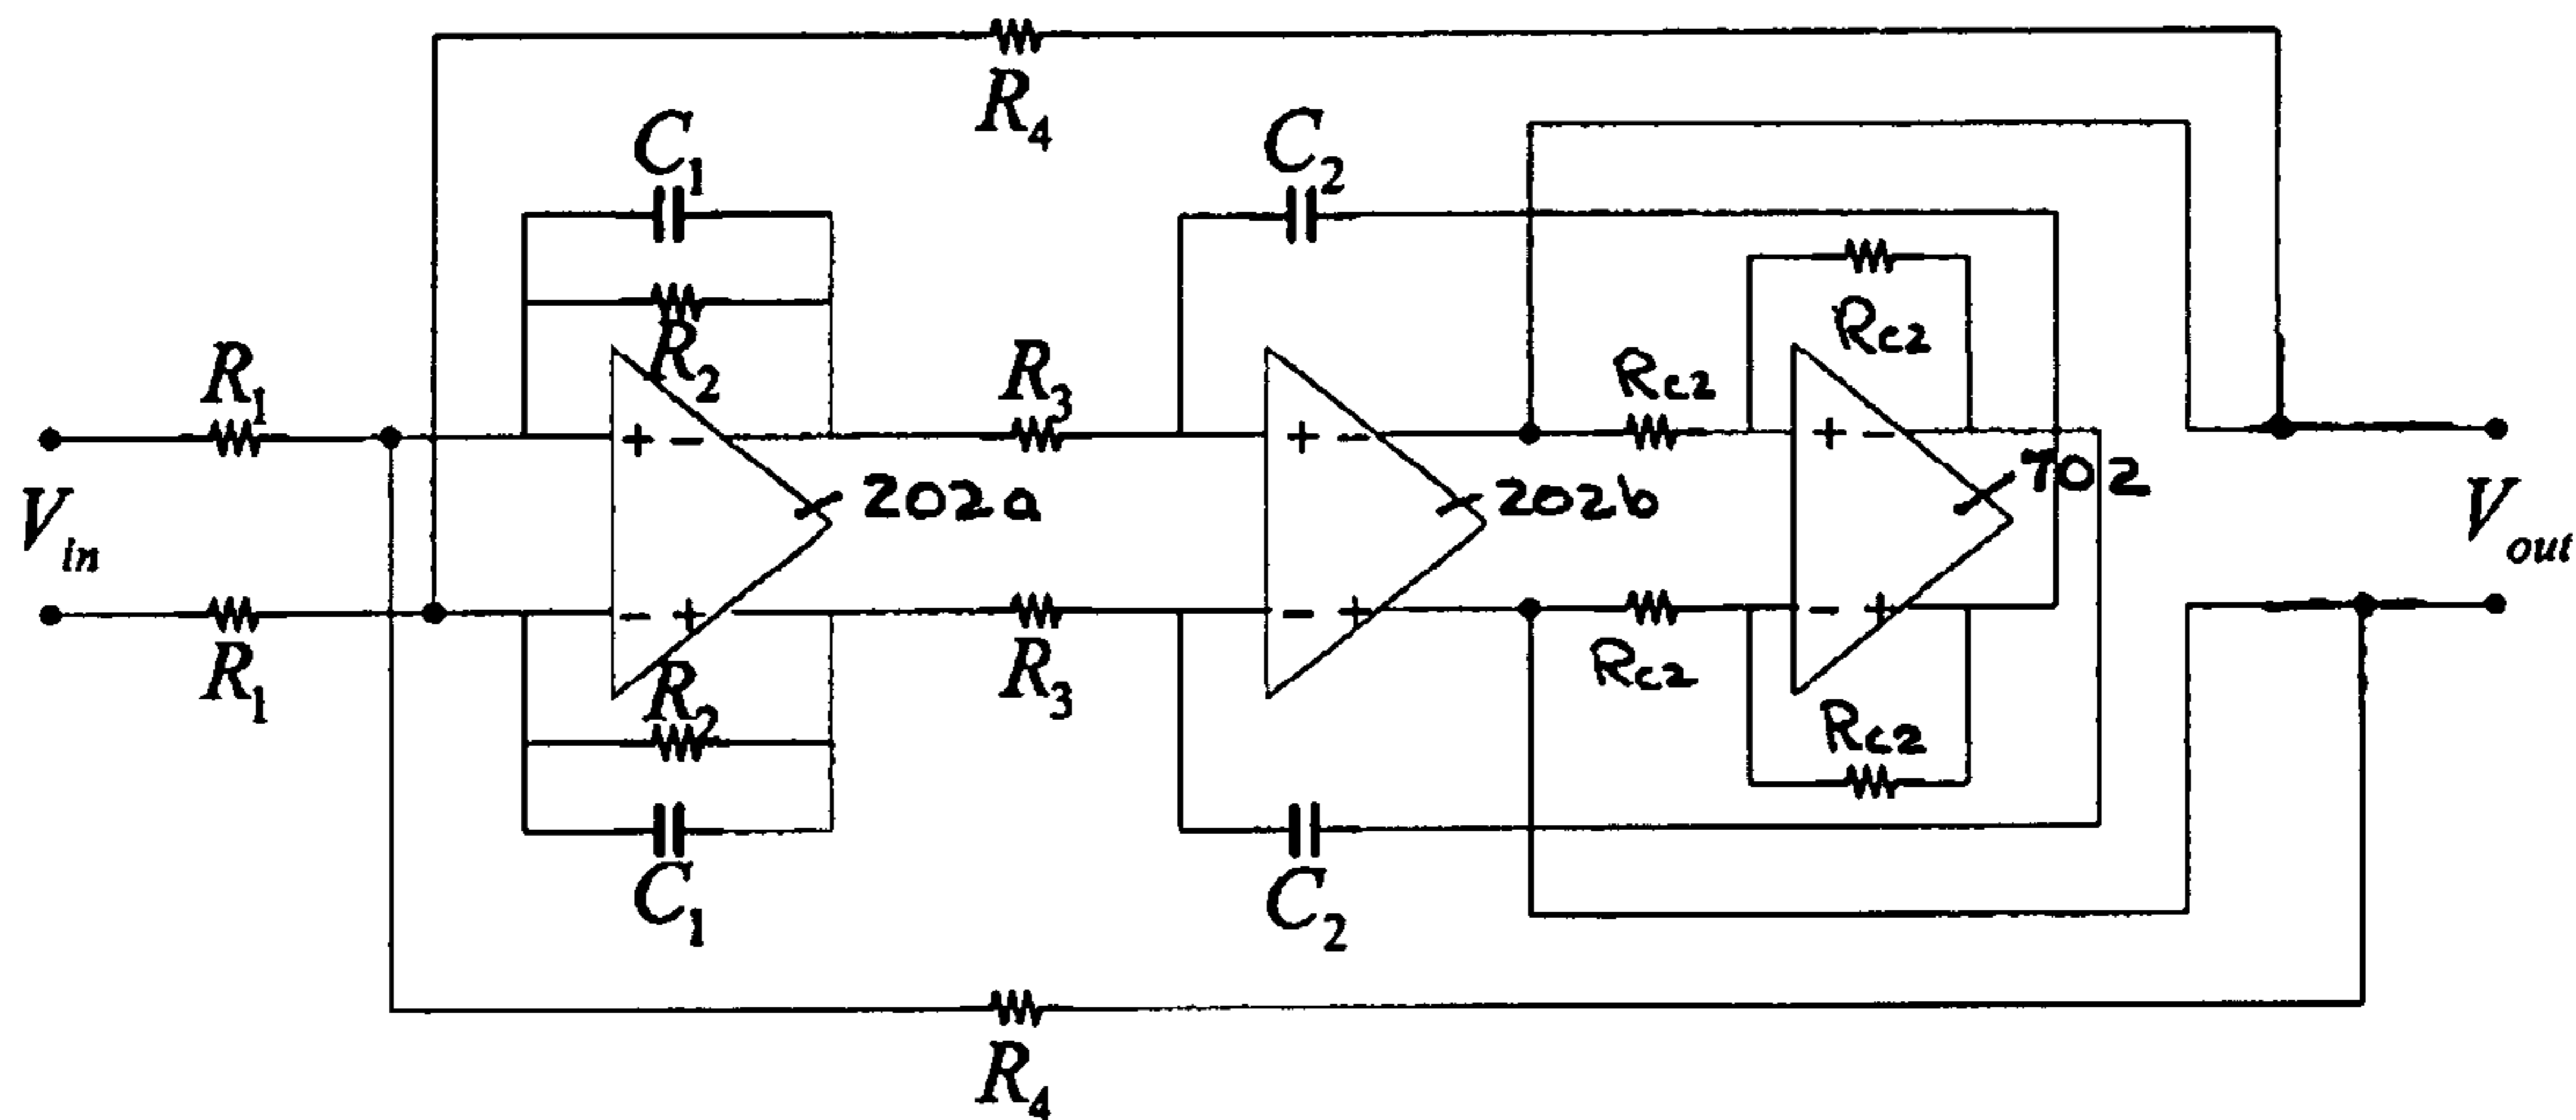 R4
C1
C2
R2
Rc2
R1
R3
Rc2
+ −
+ −
+ −
202a
202b
702
Vin
Vout
− +
− +
− +
R1
R2
R3
Rc2
Rc2
C1
C2
R4